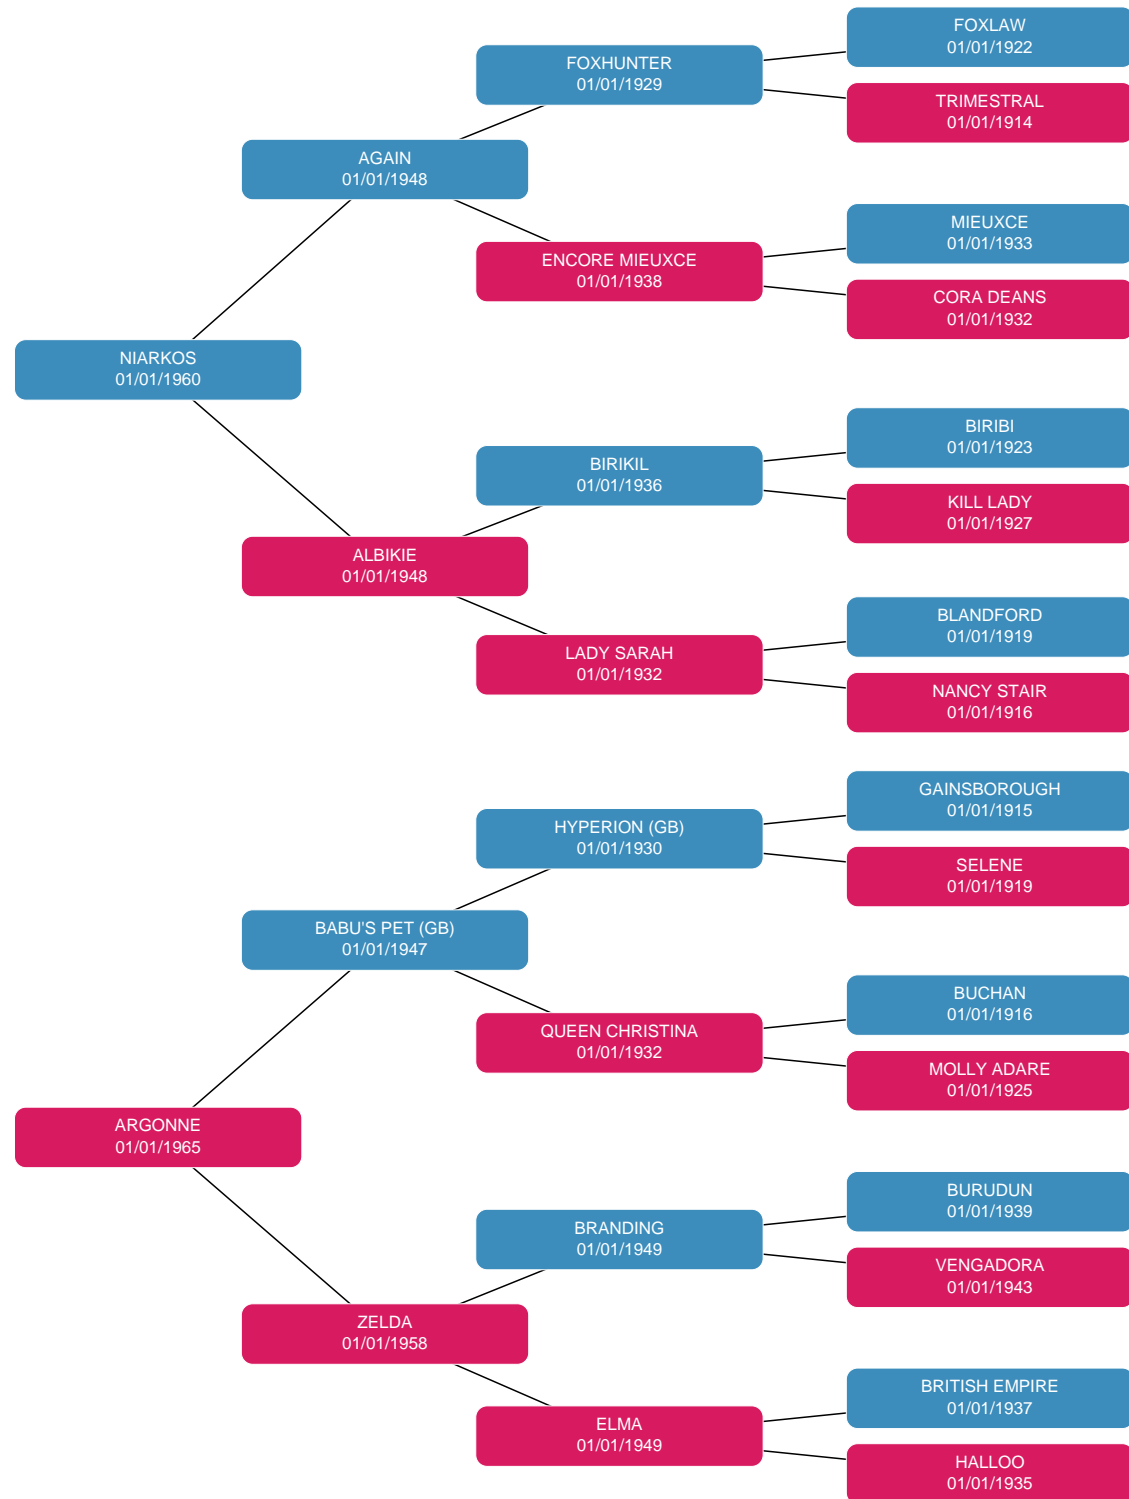 FOXLAW
01/01/1922
FOXHUNTER
01/01/1929
TRIMESTRAL
01/01/1914
AGAIN
01/01/1948
MIEUXCE
01/01/1933
ENCORE MIEUXCE
01/01/1938
CORA DEANS
01/01/1932
NIARKOS
01/01/1960
BIRIBI
01/01/1923
BIRIKIL
01/01/1936
KILL LADY
01/01/1927
ALBIKIE
01/01/1948
BLANDFORD
01/01/1919
LADY SARAH
01/01/1932
NANCY STAIR
01/01/1916
GAINSBOROUGH
01/01/1915
HYPERION (GB)
01/01/1930
SELENE
01/01/1919
BABU'S PET (GB)
01/01/1947
BUCHAN
01/01/1916
QUEEN CHRISTINA
01/01/1932
MOLLY ADARE
01/01/1925
ARGONNE
01/01/1965
BURUDUN
01/01/1939
BRANDING
01/01/1949
VENGADORA
01/01/1943
ZELDA
01/01/1958
BRITISH EMPIRE
01/01/1937
ELMA
01/01/1949
HALLOO
01/01/1935